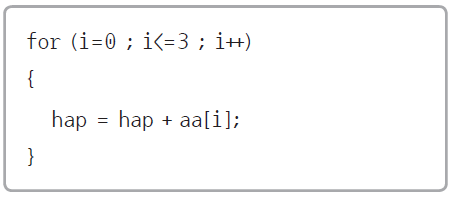 for (i=0 ; i<=3 ; i++)
{
hap = hap + aa[i];
}